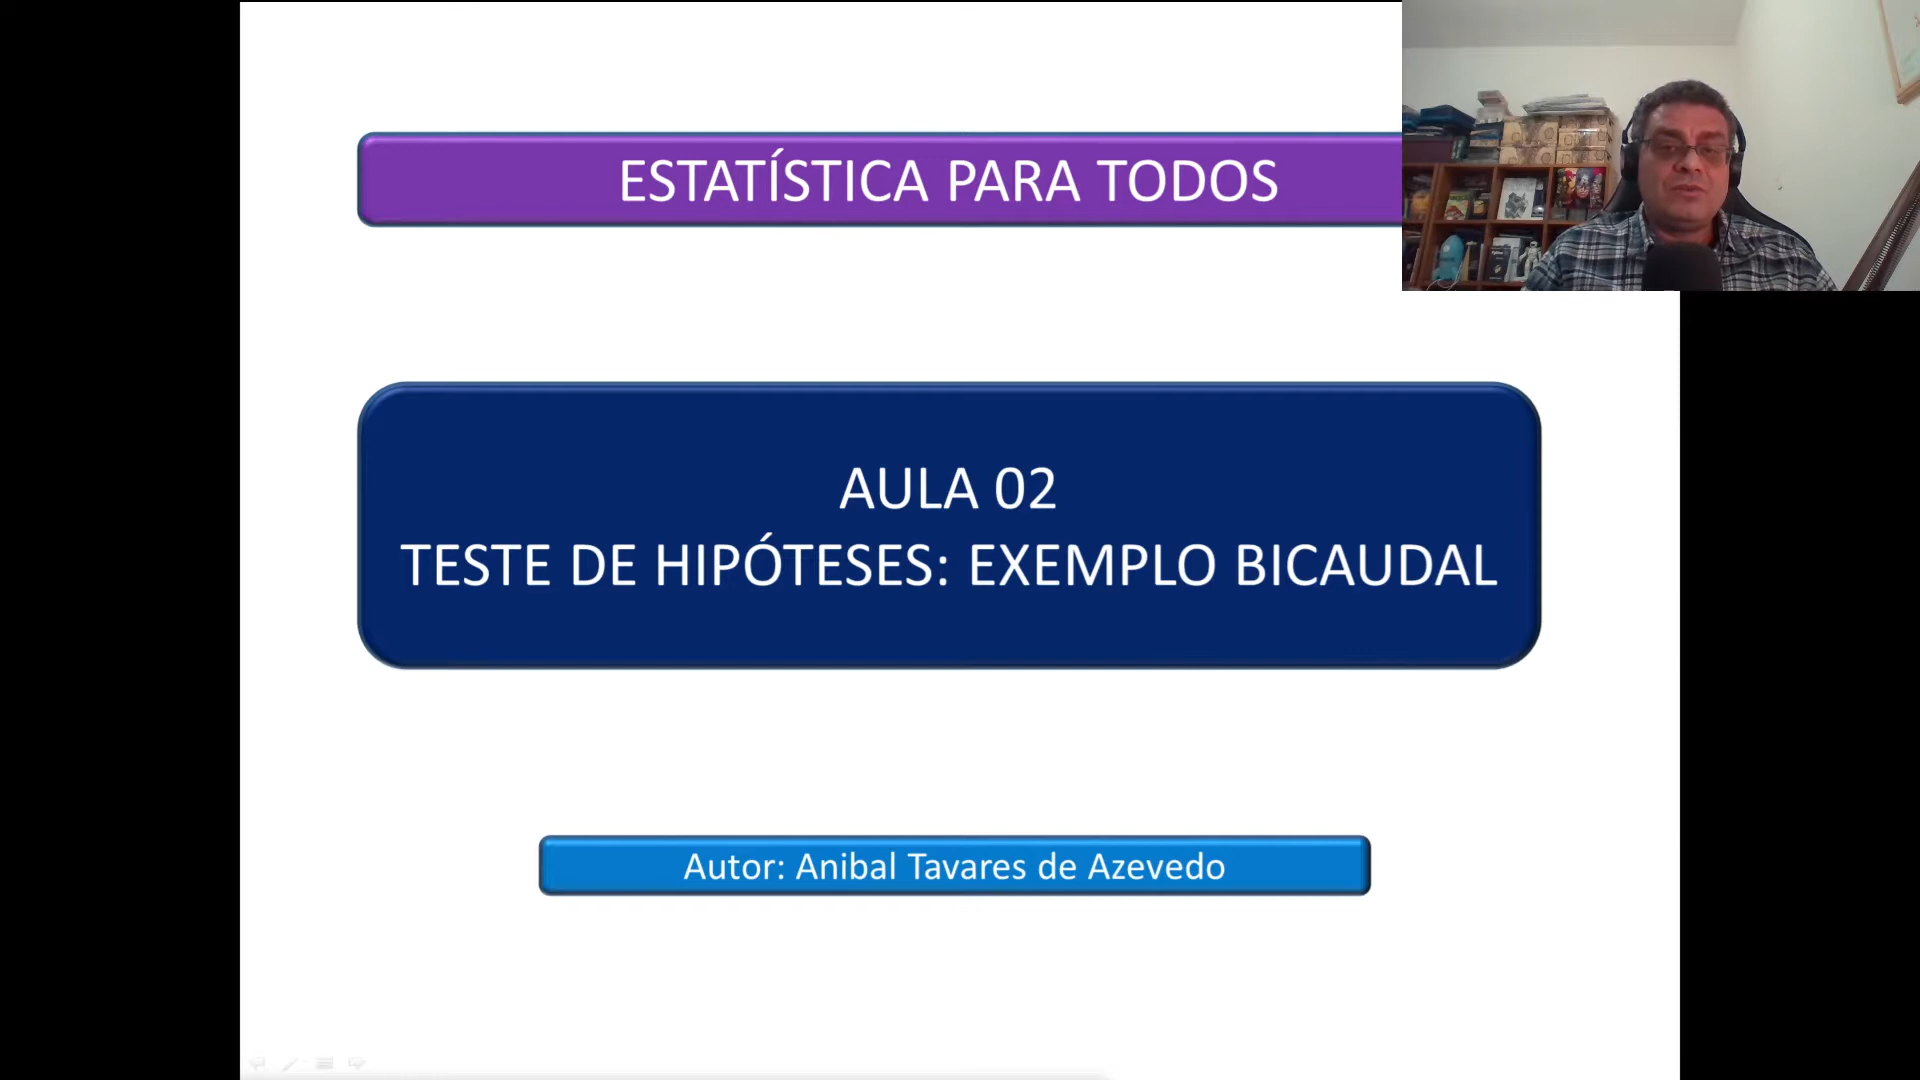 ESTATÍSTICA PARA TODOS
AULA 02
TESTE DE HIPÓTESES: EXEMPLO BICAUDAL
Autor: Anibal Tavares de Azevedo